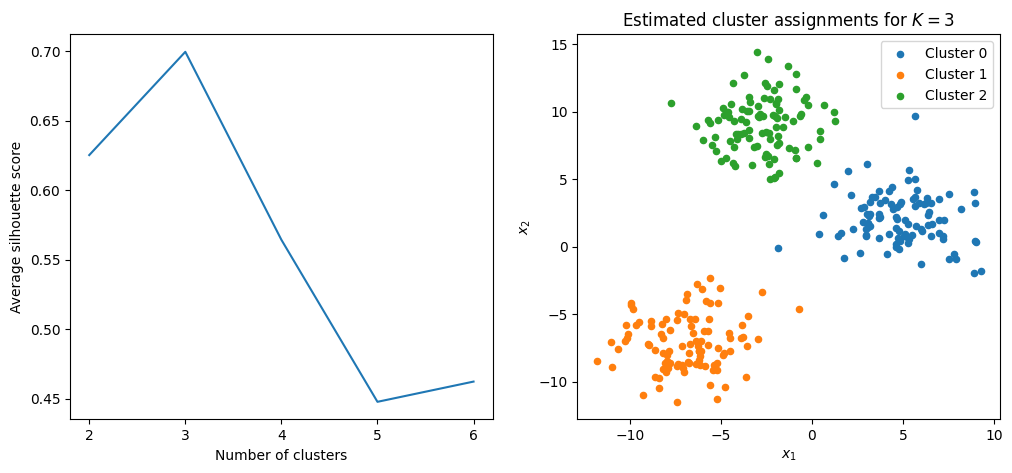 0.70
0.65
0.60
0.55
0.50
0.45
2
3
4
5
6
Number of clusters
Average silhouette score
Estimated cluster assignments for K = 3
Cluster 0
Cluster 1
Cluster 2
15
10
5
0
−5
−10
−10
−5
0
5
10
x₁
x₂